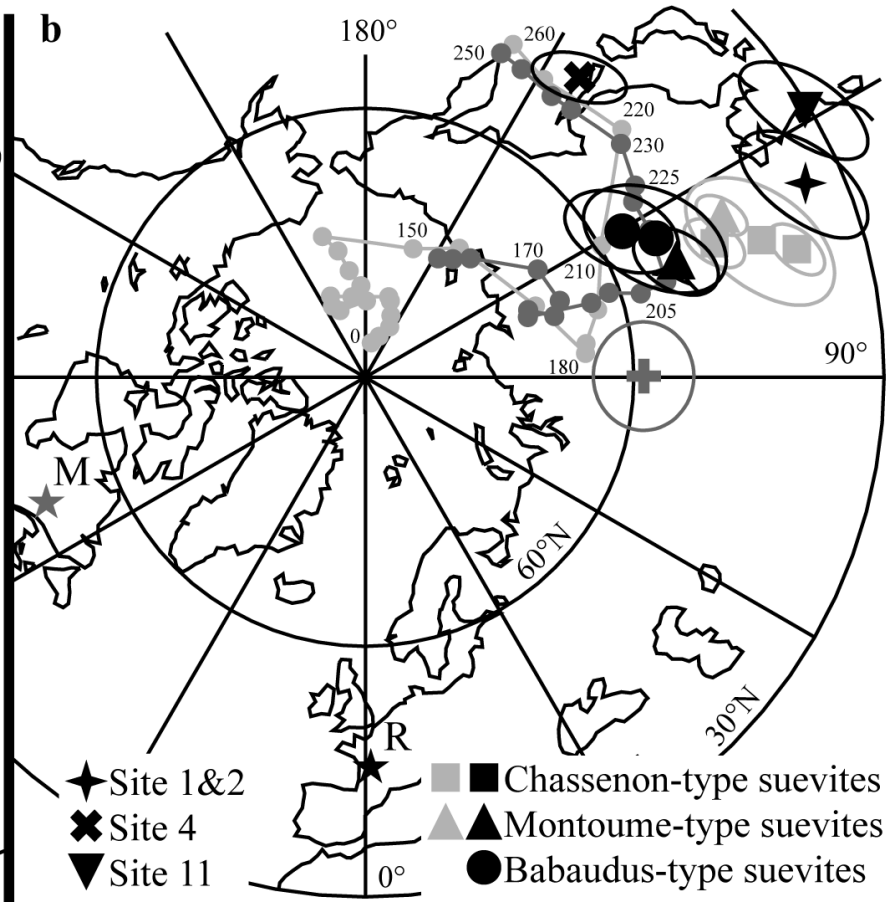 b
180°
260
250
220
230
225
150
170
210
205
0
180
90°
M
60°N
30°N
R
Site 1&2
Chassenon-type suevites
Site 4
Montoume-type suevites
Site 11
0°
Babaudus-type suevites